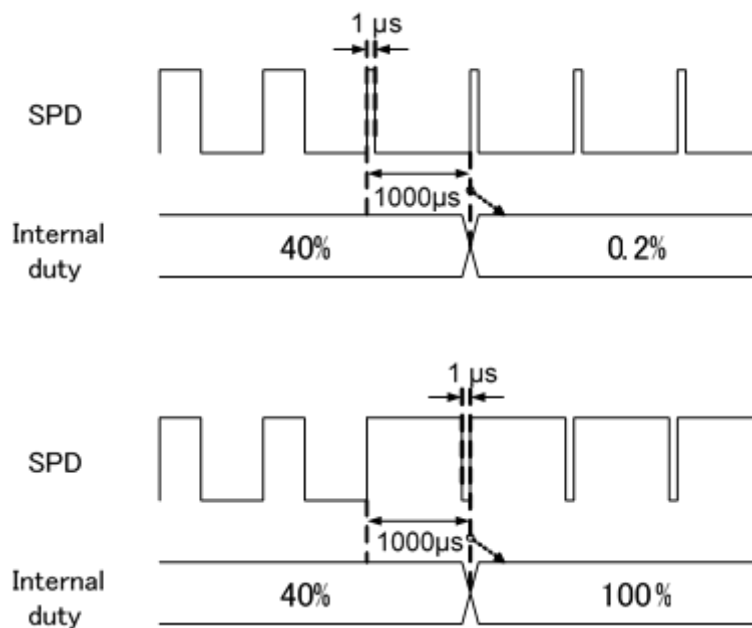 1 μs
SPD
1000μs
Internal
duty
40%
0.2%
1 μs
SPD
1000μs
Internal
duty
40%
100%